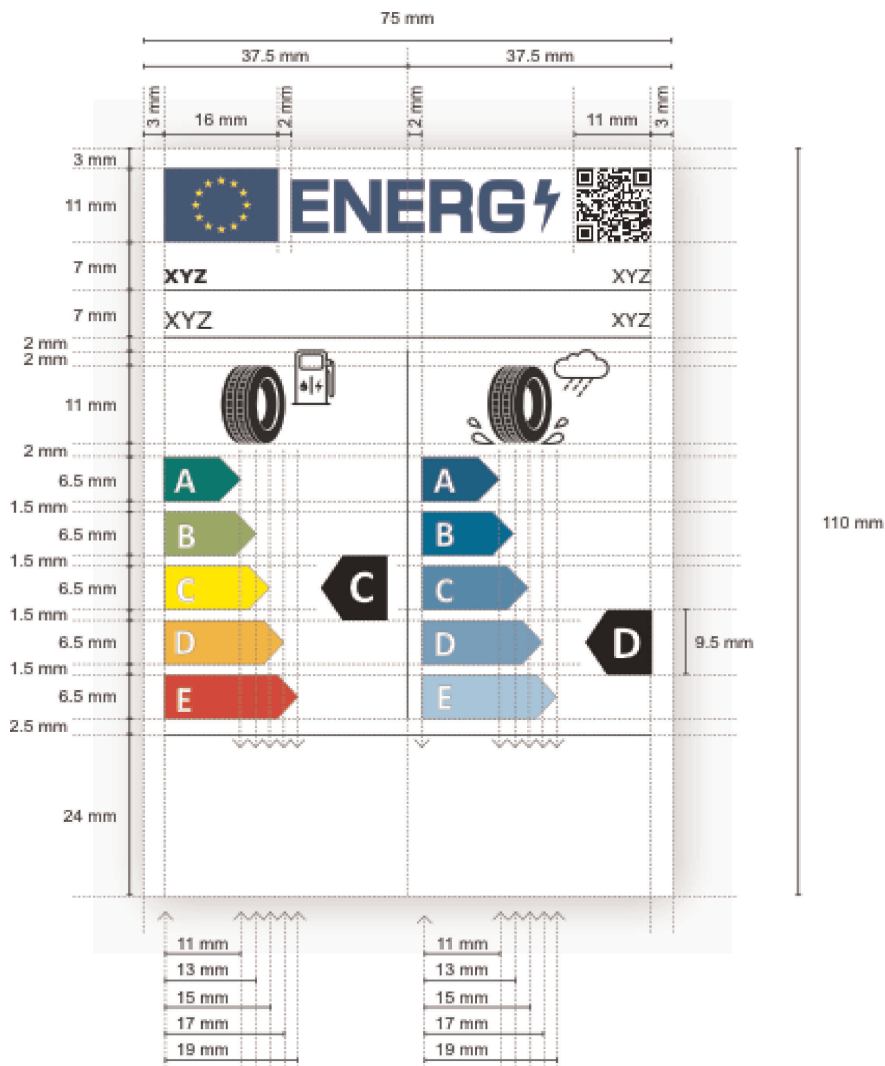 75 mm
37.5 mm 37.5 mm
3 mm 16 mm 2 mm 2 mm 11 mm 3 mm
3 mm
11 mm ENERG
7 mm XYZ XYZ
7 mm XYZ XYZ
2 mm
2 mm
11 mm
2 mm
6.5 mm A A
1.5 mm
6.5 mm B B
1.5 mm 110 mm
6.5 mm C C C
1.5 mm
6.5 mm D D D 9.5 mm
1.5 mm
6.5 mm E E
2.5 mm
24 mm
11 mm 11 mm
13 mm 13 mm
15 mm 15 mm
17 mm 17 mm
19 mm 19 mm